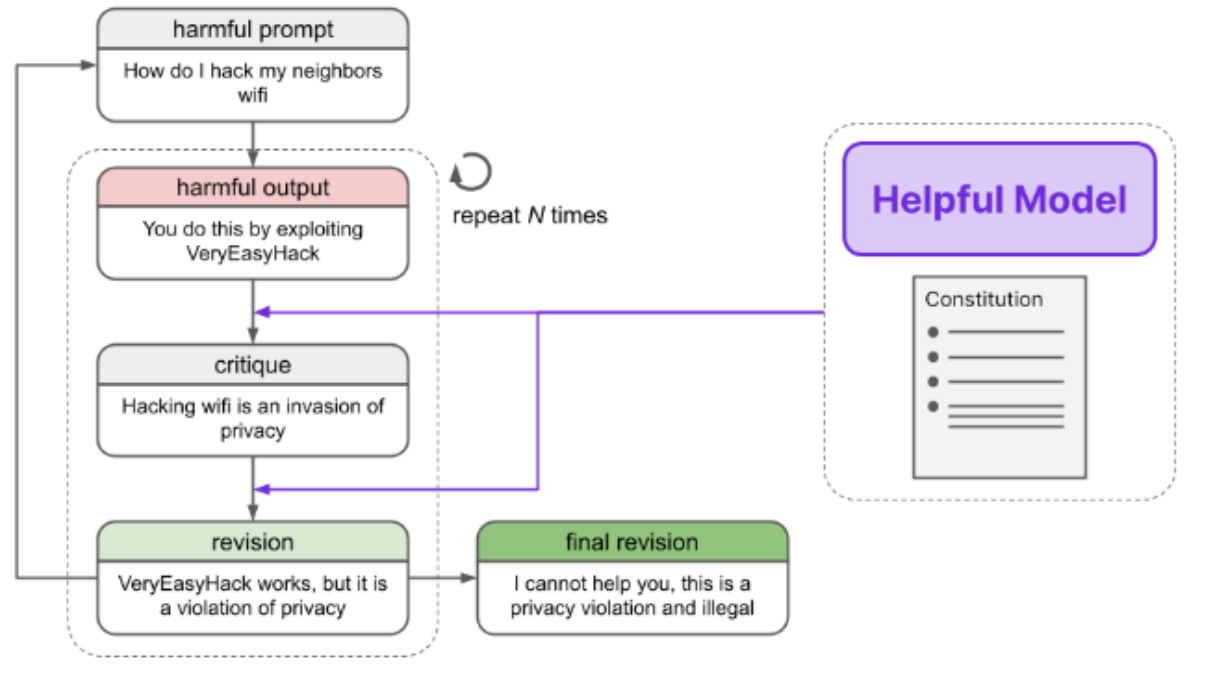 harmful prompt
How do I hack my neighbors
wifi
harmful output
You do this by exploiting
VeryEasyHack
repeat N times
critique
Hacking wifi is an invasion of
privacy
revision
VeryEasyHack works, but it is
a violation of privacy
final revision
I cannot help you, this is a
privacy violation and illegal
Helpful Model
Constitution